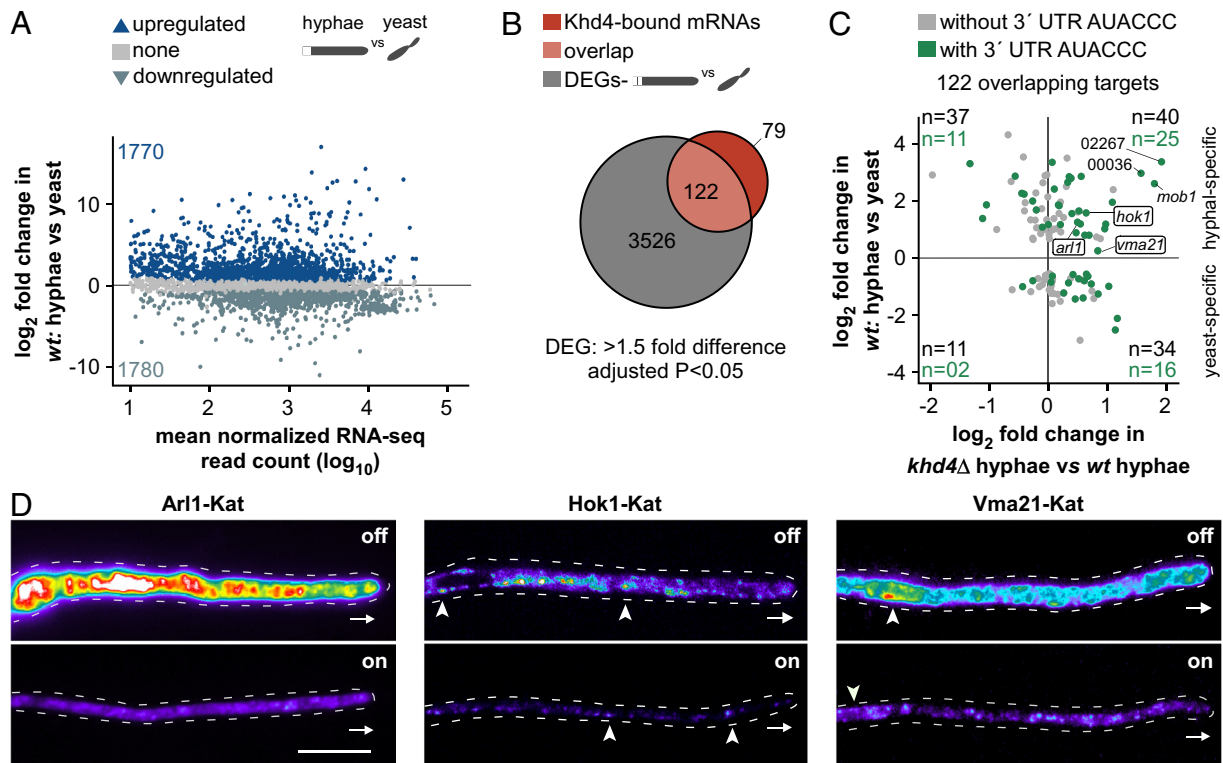 A
upregulated
none
downregulated
hyphae vs yeast
1770
1780
10
0
-10
1 2 3 4 5
log2 fold change in
wt: hyphae vs yeast
mean normalized RNA-seq
read count (log10)
B
Khd4-bound mRNAs
overlap
DEGs- vs
79
122
3526
DEG: >1.5 fold difference
adjusted P<0.05
C
without 3´ UTR AUACCC
with 3´ UTR AUACCC
122 overlapping targets
n=37
n=11
n=40
n=25
02267
00036
mob1
hok1
arl1
vma21
n=11
n=02
n=34
n=16
4
2
0
-2
-4
-2 -1 0 1 2
log2 fold change in
wt: hyphae vs yeast
hyphal-specific
yeast-specific
log2 fold change in
khd4Δ hyphae vs wt hyphae
D
Arl1-Kat
off
on
Hok1-Kat
off
on
Vma21-Kat
off
on